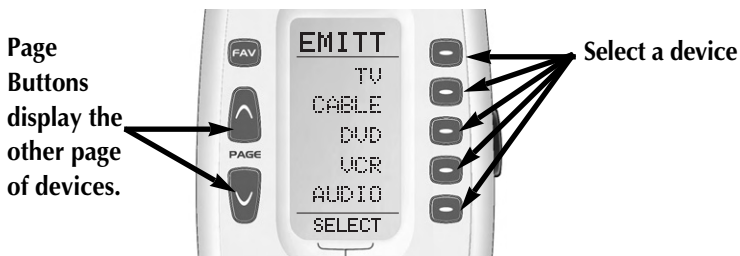 Page
Buttons
display the
other page
of devices.
FAV
PAGE
EMITT
TV
CABLE
DVD
VCR
AUDIO
SELECT
Select a device